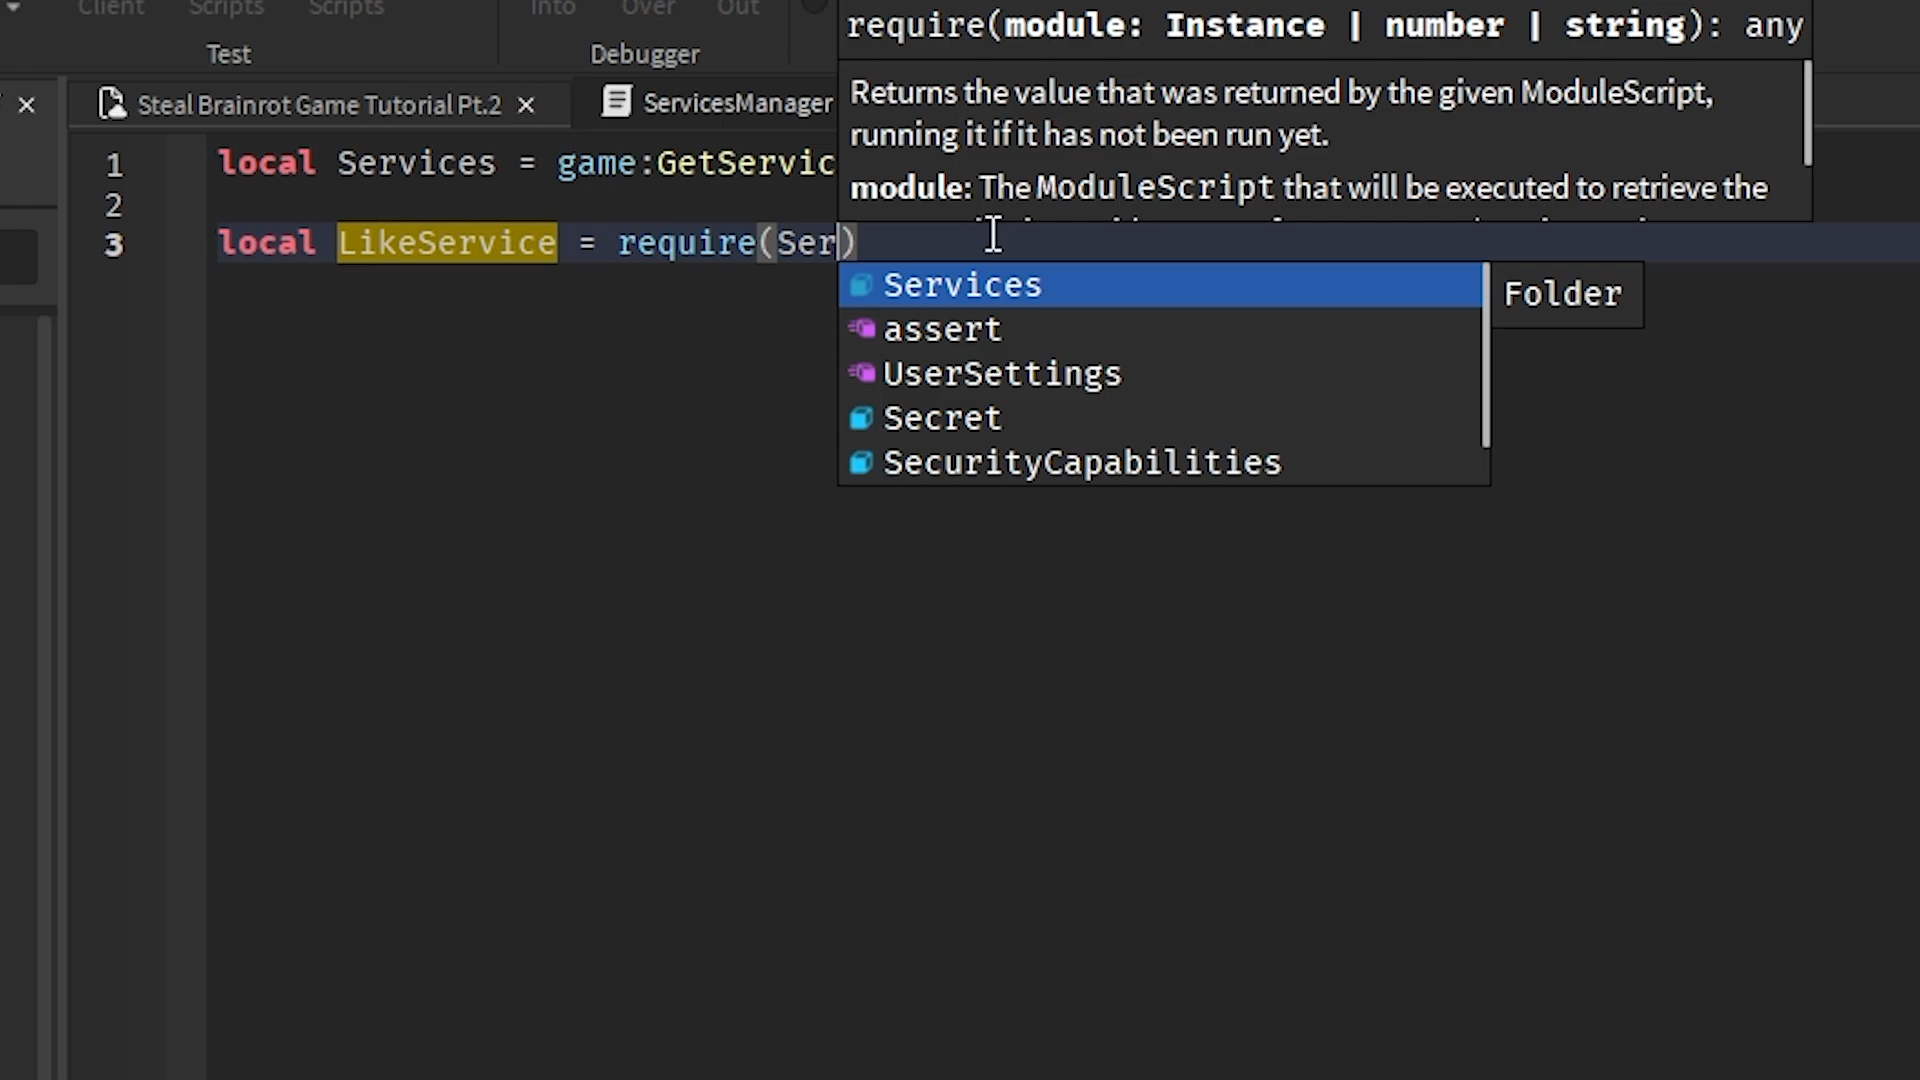 Client Scripts Scripts Into Over Out
Test Debugger
Steal Brainrot Game Tutorial Pt.2 ServicesManager
1 local Services = game:GetServic
2
3 local LikeService = require(Ser)
require(module: Instance | number | string): any
Returns the value that was returned by the given ModuleScript,
running it if it has not been run yet.
module: The ModuleScript that will be executed to retrieve the
Services
assert
UserSettings
Secret
SecurityCapabilities
Folder